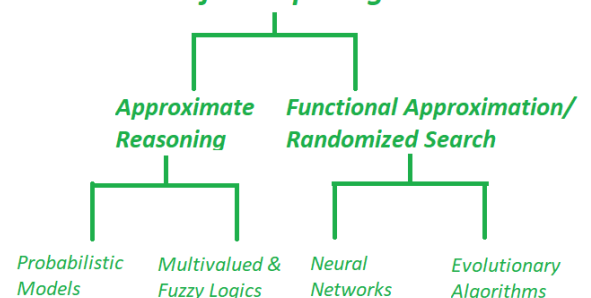 Approximate Functional Approximation/
Reasoning Randomized Search
Probabilistic Multivalued & Neural Evolutionary
Models Fuzzy Logics Networks Algorithms